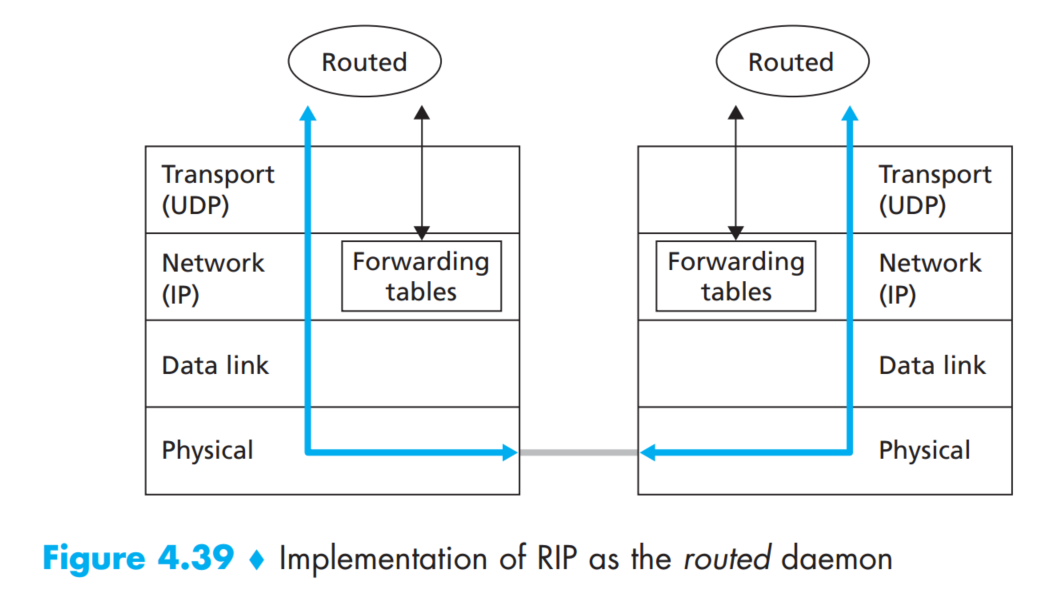 Routed
Routed
Transport
(UDP)
Transport
(UDP)
Network
(IP)
Forwarding
tables
Forwarding
tables
Network
(IP)
Data link
Data link
Physical
Physical
Figure 4.39 ♦ Implementation of RIP as the routed daemon